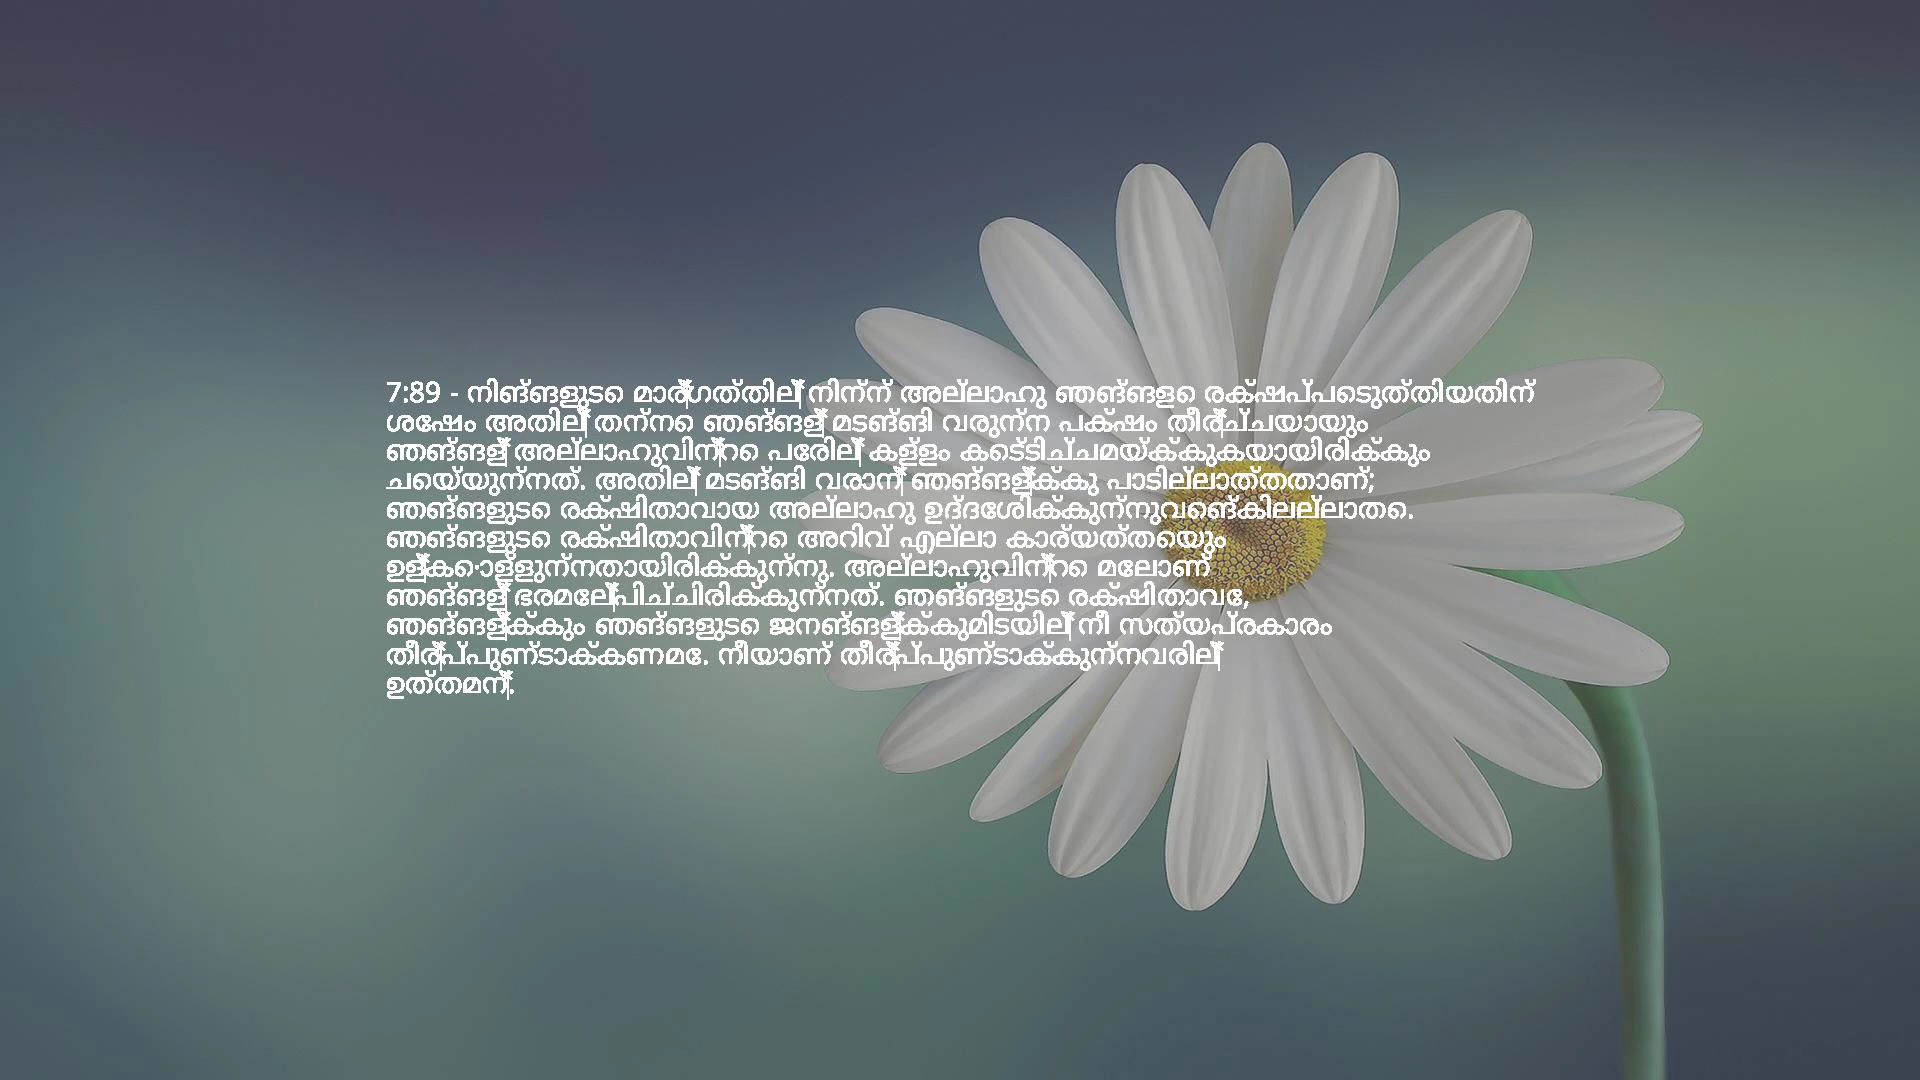 7:89 - നിങ്ങളുടെ മാര്‍ഗത്തില്‍ നിന്ന് അല്ലാഹു ഞങ്ങളെ രക്ഷപ്പെടുത്തിയതിന്
ശേഷം അതില്‍ തന്നെ ഞങ്ങള്‍ മടങ്ങി വരുന്ന പക്ഷം തീര്‍ച്ചയായും
ഞങ്ങള്‍ അല്ലാഹുവിന്‍റെ പേരില്‍ കള്ളം കെട്ടിച്ചമയ്ക്കുകയായിരിക്കും
ചെയ്യുന്നത്. അതില്‍ മടങ്ങി വരാന്‍ ഞങ്ങള്‍ക്കു പാടില്ലാത്തതാണ്;
ഞങ്ങളുടെ രക്ഷിതാവായ അല്ലാഹു ഉദ്ദേശിക്കുന്നുവെങ്കിലല്ലാതെ.
ഞങ്ങളുടെ രക്ഷിതാവിന്‍റെ അറിവ് എല്ലാ കാര്യത്തെയും
ഉള്‍കൊള്ളുന്നതായിരിക്കുന്നു. അല്ലാഹുവിന്‍റെ മേലാണ്
ഞങ്ങള്‍ ഭരമേല്‍പിച്ചിരിക്കുന്നത്. ഞങ്ങളുടെ രക്ഷിതാവേ,
ഞങ്ങള്‍ക്കും ഞങ്ങളുടെ ജനങ്ങള്‍ക്കുമിടയില്‍ നീ സത്യപ്രകാരം
തീര്‍പ്പുണ്ടാക്കണമേ. നീയാണ് തീര്‍പ്പുണ്ടാക്കുന്നവരില്‍
ഉത്തമന്‍.